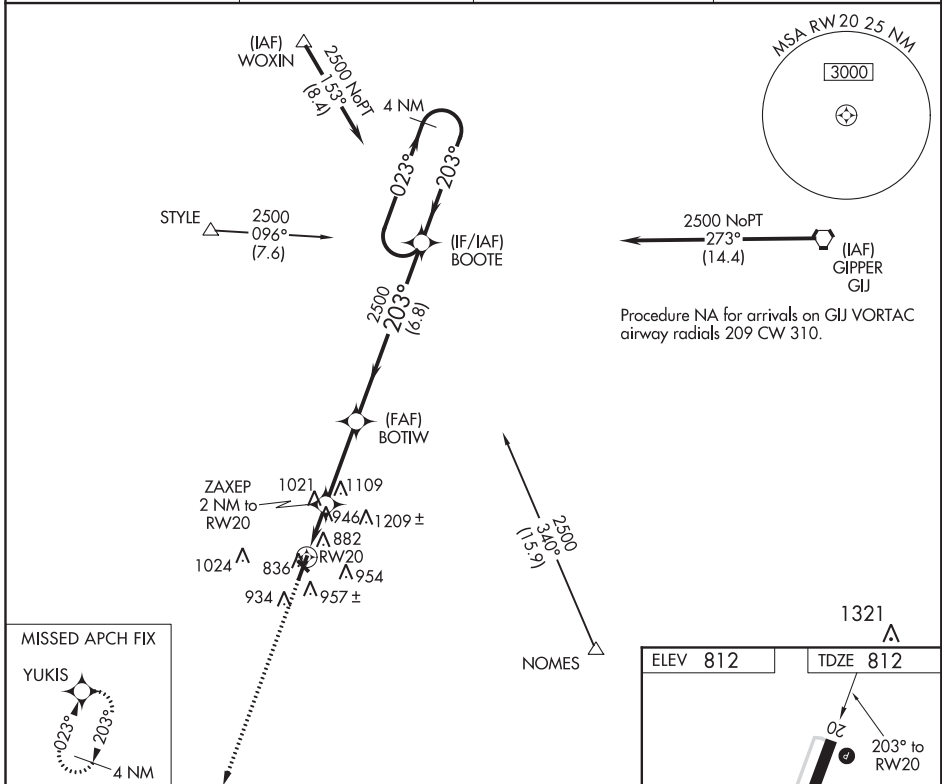 MSA RW20 25 NM
3000
(IAF)
WOXIN
2500 NoPT
153°
(8.4)
4 NM
023°
203°
STYLE
2500
096°
(7.6)
(IF/IAF)
BOOTE
2500 NoPT
273°
(14.4)
(IAF)
GIPPER
GIJ
Procedure NA for arrivals on GIJ VORTAC
airway radials 209 CW 310.
2500
203°
(6.8)
(FAF)
BOTIW
ZAXEP
2 NM to
RW20
1021
1109
946
1209 ±
882
RW20
1024
836
954
934
957 ±
2500
340°
(15.9)
NOMES
1321
MISSED APCH FIX
YUKIS
023°
203°
4 NM
ELEV 812
TDZE 812
20
P
203° to
RW20